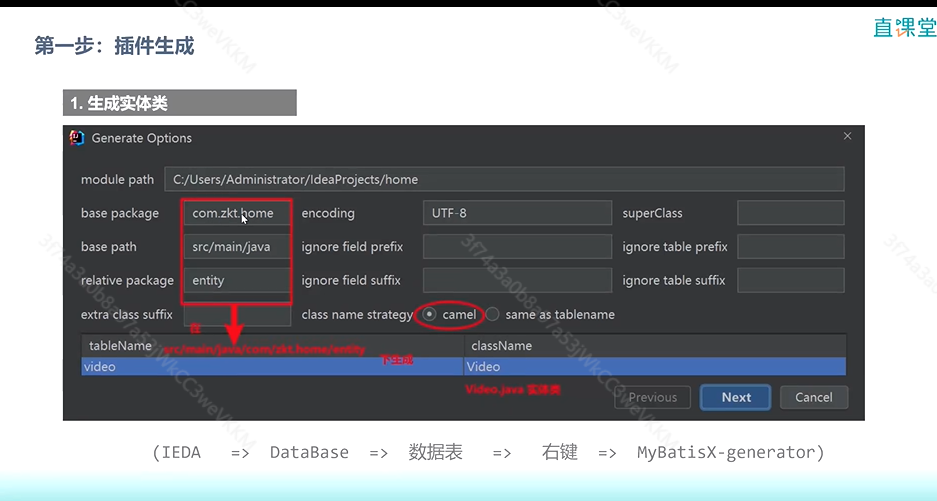 直课堂
第一步：插件生成
1. 生成实体类
Generate Options
module path C:/Users/Administrator/IdeaProjects/home
base package com.zkt.home encoding UTF-8 superClass
base path src/main/java ignore field prefix ignore table prefix
relative package entity ignore field suffix ignore table suffix
extra class suffix class name strategy camel same as tablename
在
tableName className
src/main/java/com/zkt.home/entity 下生成
video Video
Video.java 实体类
Previous Next Cancel
(IEDA => DataBase => 数据表 => 右键 => MyBatisX-generator)